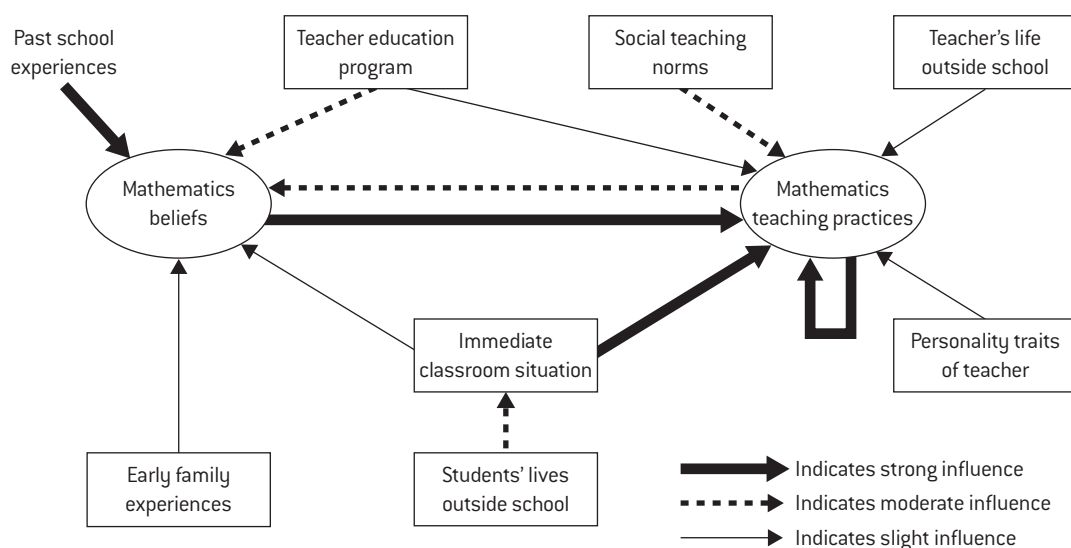 Past school
experiences
Teacher education
program
Social teaching
norms
Teacher’s life
outside school
Mathematics
beliefs
Mathematics
teaching practices
Immediate
classroom situation
Personality traits
of teacher
Early family
experiences
Students’ lives
outside school
Indicates strong influence
Indicates moderate influence
Indicates slight influence